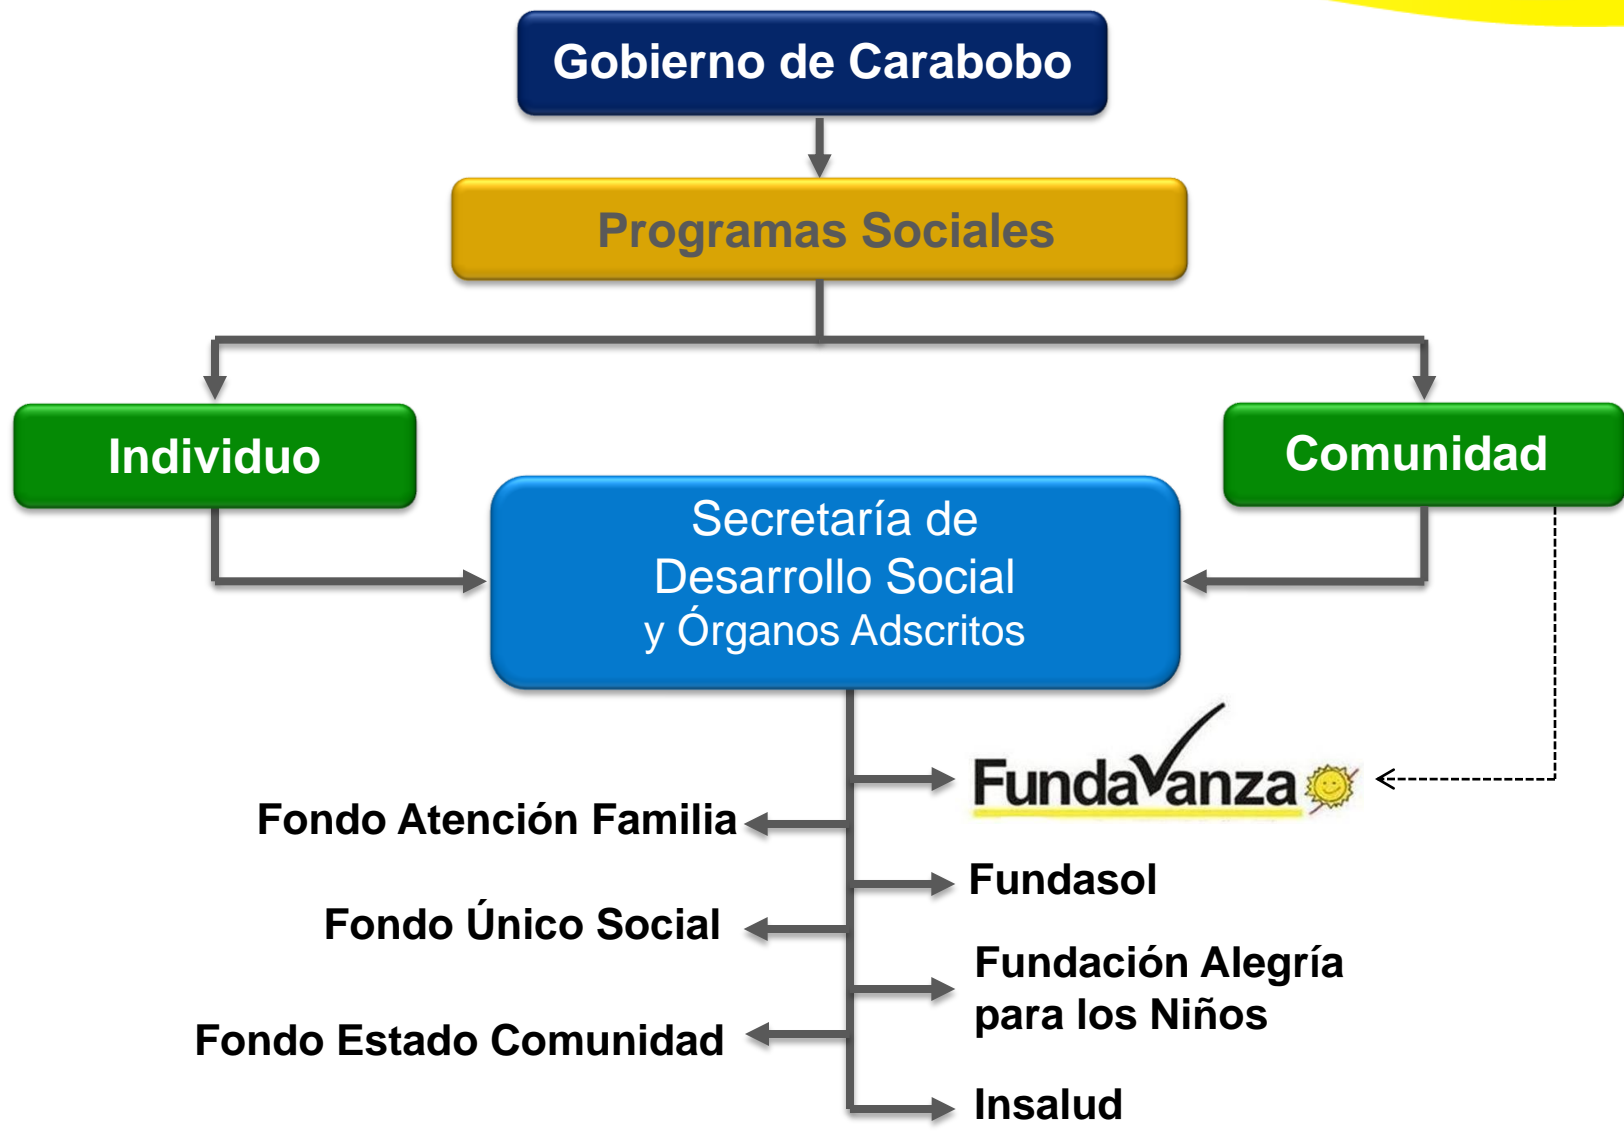 Gobierno de Carabobo
Programas Sociales
Individuo
Comunidad
Secretaría de
Desarrollo Social
y Órganos Adscritos
FundaVanza
Fondo Atención Familia
Fundasol
Fondo Único Social
Fundación Alegría
para los Niños
Fondo Estado Comunidad
Insalud